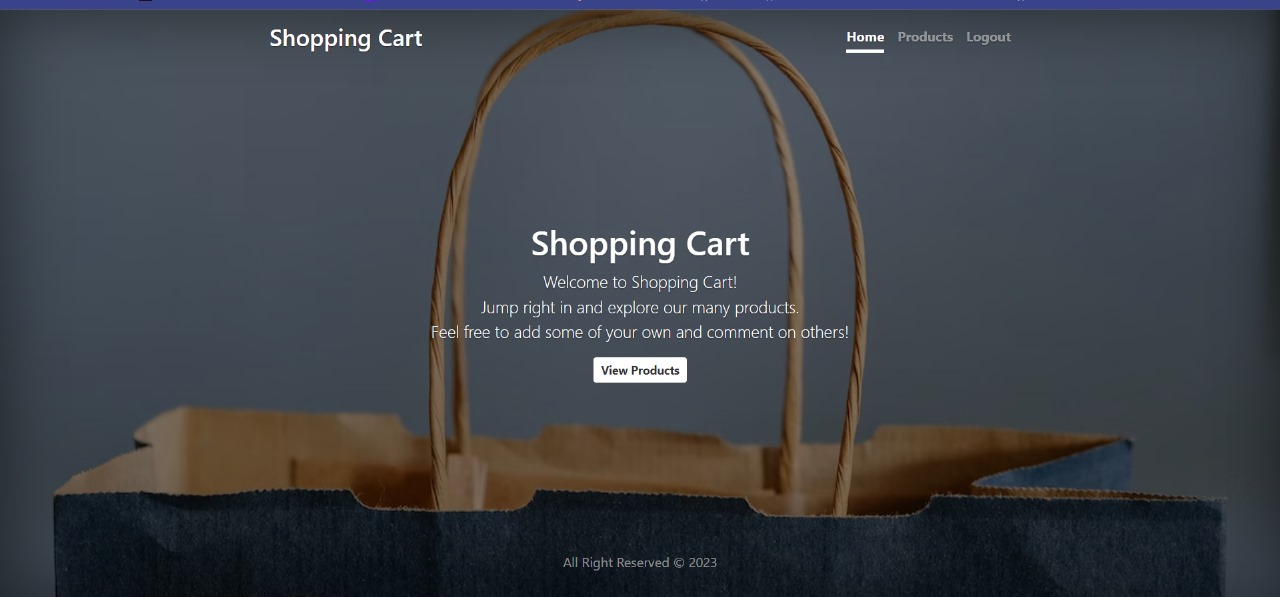 Shopping Cart
Home Products Logout
Shopping Cart
Welcome to Shopping Cart!
Jump right in and explore our many products.
Feel free to add some of your own and comment on others!
View Products
All Right Reserved © 2023